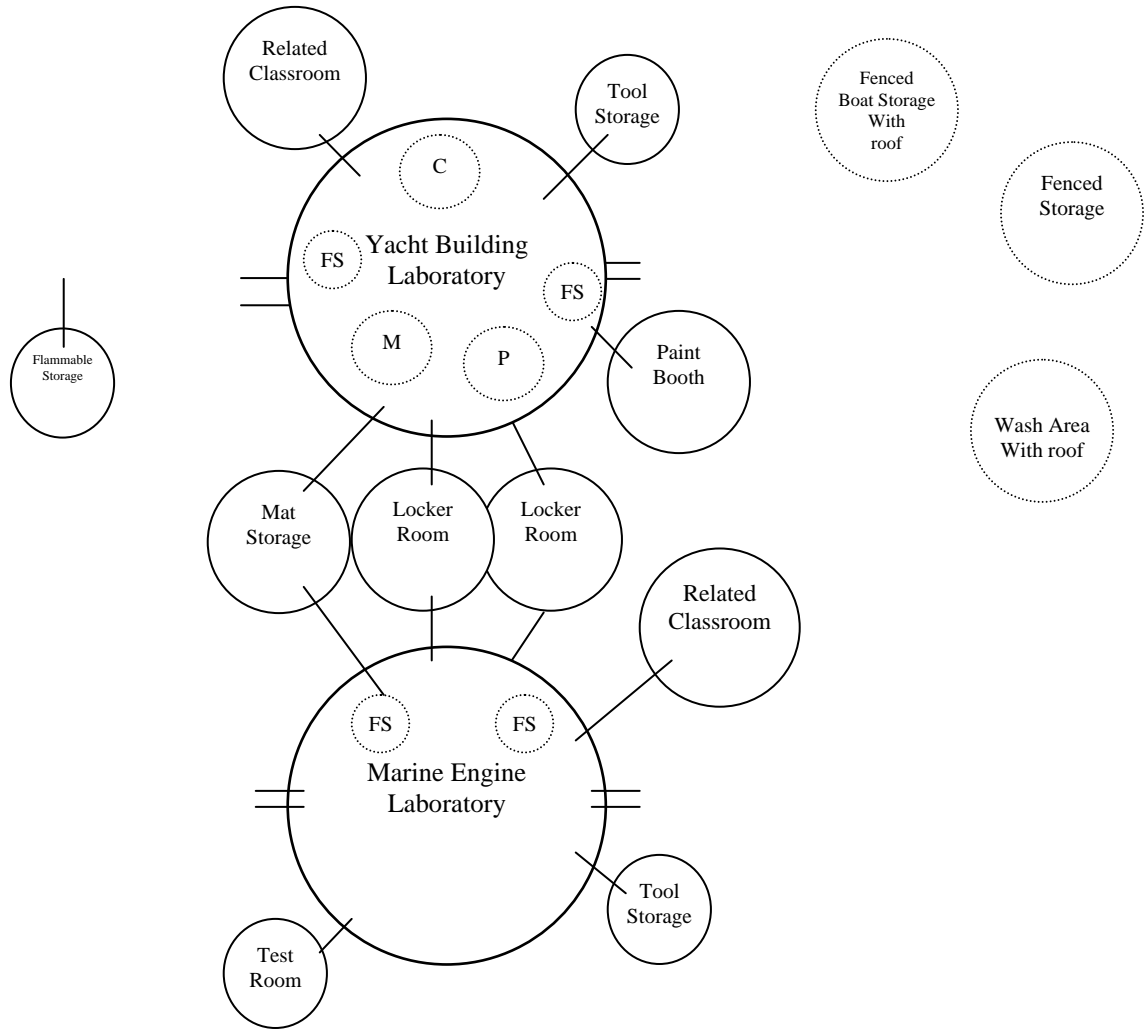 Related
Classroom
Tool
Storage
Fenced
Boat Storage
With
roof
Fenced
Storage
C
FS
Yacht Building
Laboratory
FS
M
P
Flammable
Storage
Paint
Booth
Wash Area
With roof
Mat
Storage
Locker
Room
Locker
Room
Related
Classroom
FS
FS
Marine Engine
Laboratory
Tool
Storage
Test
Room